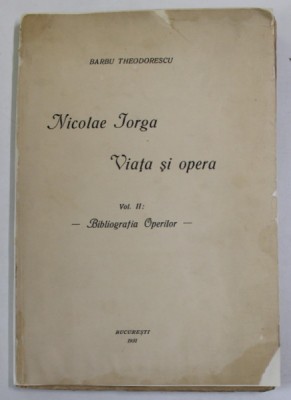 BARBU THEODORESCU
Nicolae Iorga
Viața și opera
Vol. II:
— Bibliografia Operilor —
BUCUREȘTI